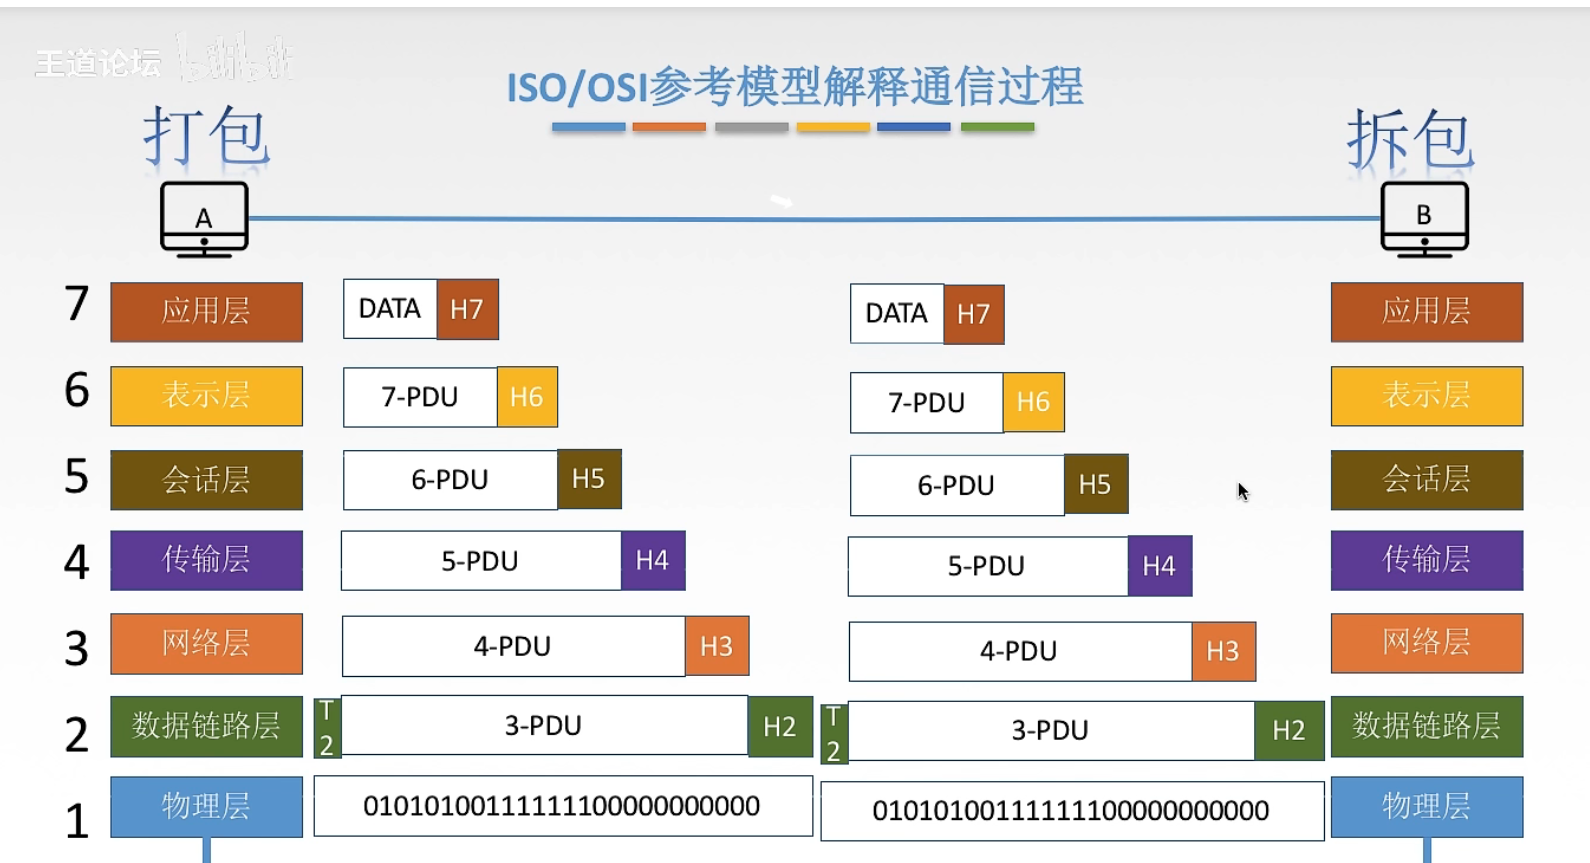 王道论坛 bilibili
ISO/OSI参考模型解释通信过程
打包
拆包
A
B
7 应用层 DATA H7 DATA H7 应用层
6 表示层 7-PDU H6 7-PDU H6 表示层
5 会话层 6-PDU H5 6-PDU H5 会话层
4 传输层 5-PDU H4 5-PDU H4 传输层
3 网络层 4-PDU H3 4-PDU H3 网络层
2 数据链路层 T2 3-PDU H2 T2 3-PDU H2 数据链路层
1 物理层 01010100111111100000000000 01010100111111100000000000 物理层